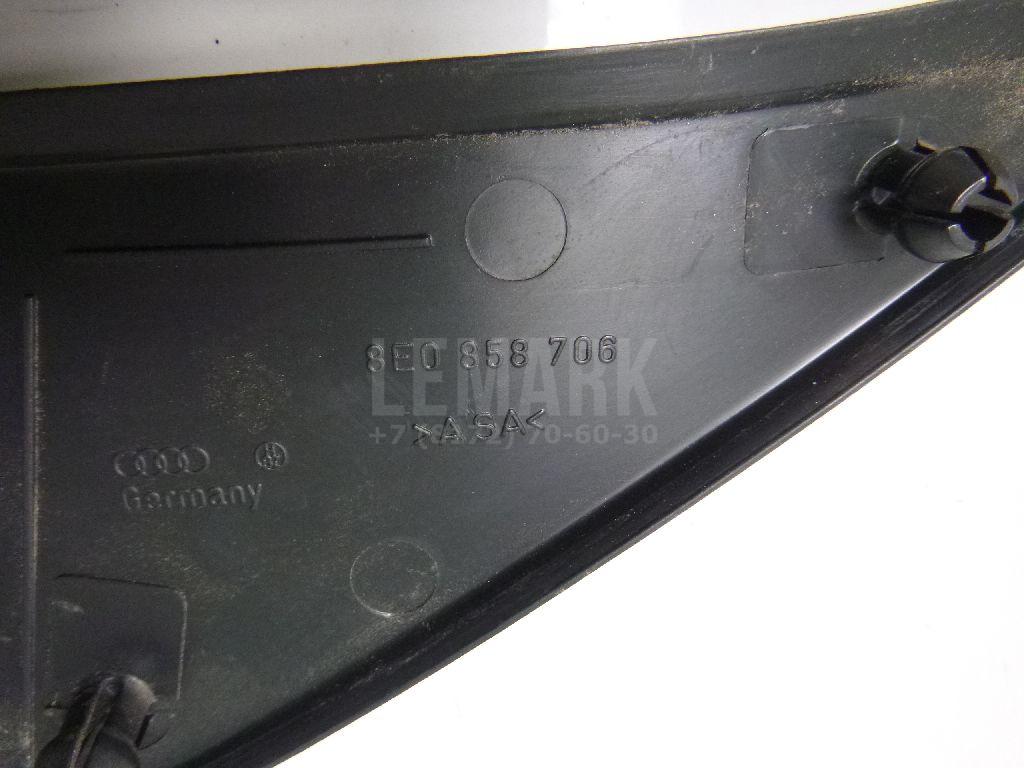 8E0 858 706
LEMARK
>ASA<
Germany